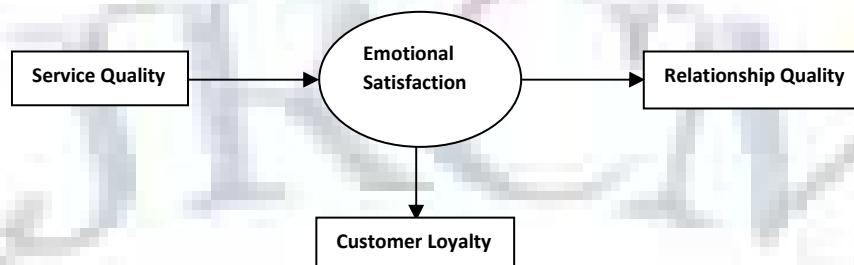 Service Quality
Emotional
Satisfaction
Relationship Quality
Customer Loyalty